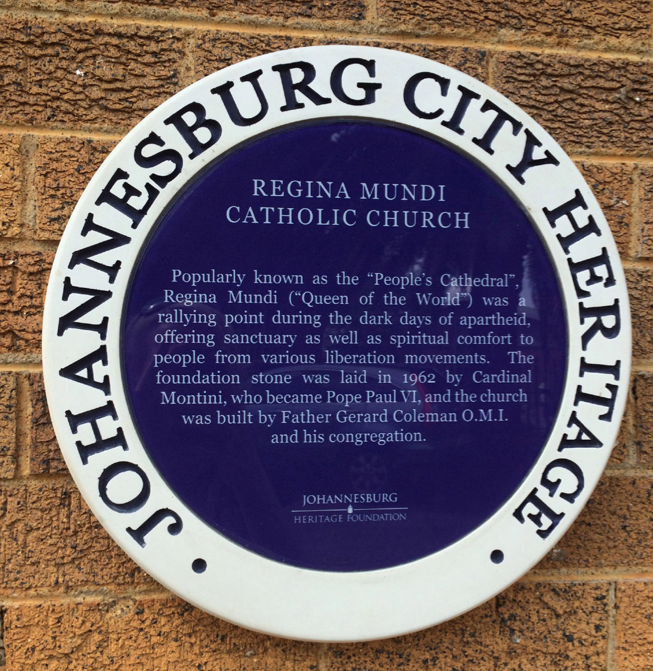 JOHANNESBURG CITY HERITAGE
REGINA MUNDI
CATHOLIC CHURCH
Popularly known as the “People’s Cathedral”,
Regina Mundi (“Queen of the World”) was a
rallying point during the dark days of apartheid,
offering sanctuary as well as spiritual comfort to
people from various liberation movements. The
foundation stone was laid in 1962 by Cardinal
Montini, who became Pope Paul VI, and the church
was built by Father Gerard Coleman O.M.I.
and his congregation.
JOHANNESBURG
HERITAGE FOUNDATION